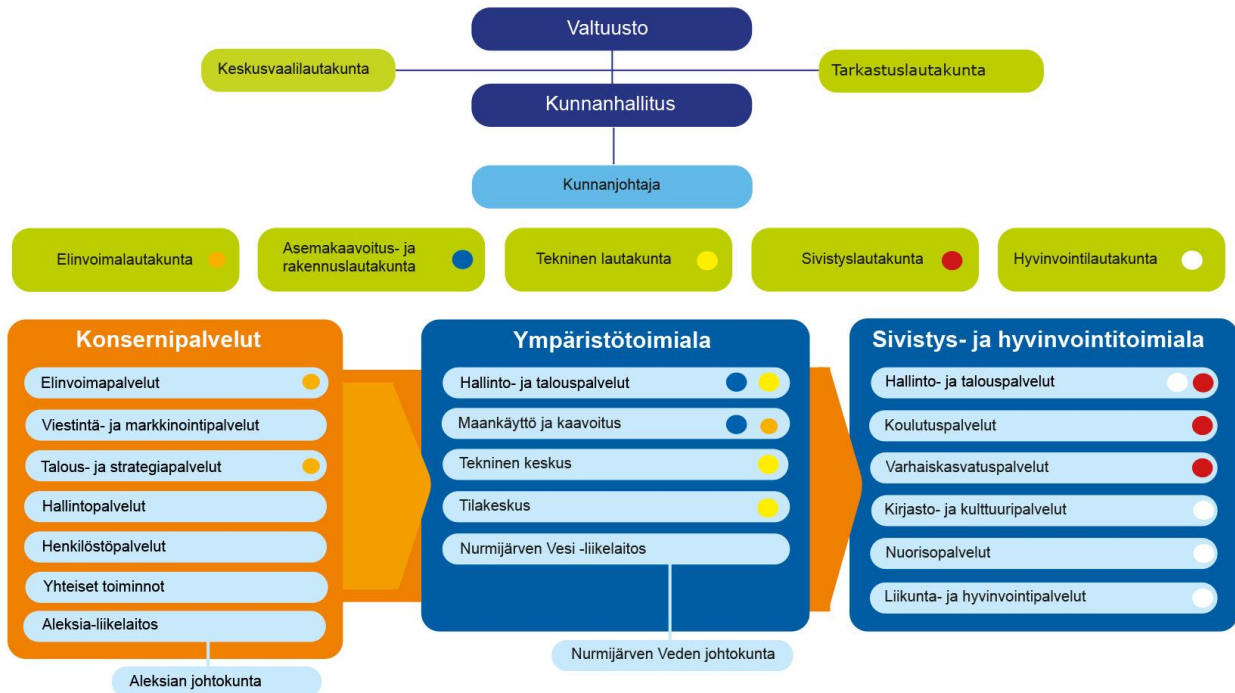 Valtuusto
Keskusvaalilautakunta
Tarkastuslautakunta
Kunnanhallitus
Kunnanjohtaja
Elinvoimalautakunta
Asemakaavoitus- ja
rakennuslautakunta
Tekninen lautakunta
Sivistyslautakunta
Hyvinvointilautakunta
Konsernipalvelut
Elinvoimapalvelut
Viestintä- ja markkinointipalvelut
Talous- ja strategiapalvelut
Hallintopalvelut
Henkilöstöpalvelut
Yhteiset toiminnot
Aleksia-liikelaitos
Aleksian johtokunta
Ympäristötoimiala
Hallinto- ja talouspalvelut
Maankäyttö ja kaavoitus
Tekninen keskus
Tilakeskus
Nurmijärven Vesi -liikelaitos
Nurmijärven Veden johtokunta
Sivistys- ja hyvinvointitoimiala
Hallinto- ja talouspalvelut
Koulutuspalvelut
Varhaiskasvatuspalvelut
Kirjasto- ja kulttuuripalvelut
Nuorisopalvelut
Liikunta- ja hyvinvointipalvelut